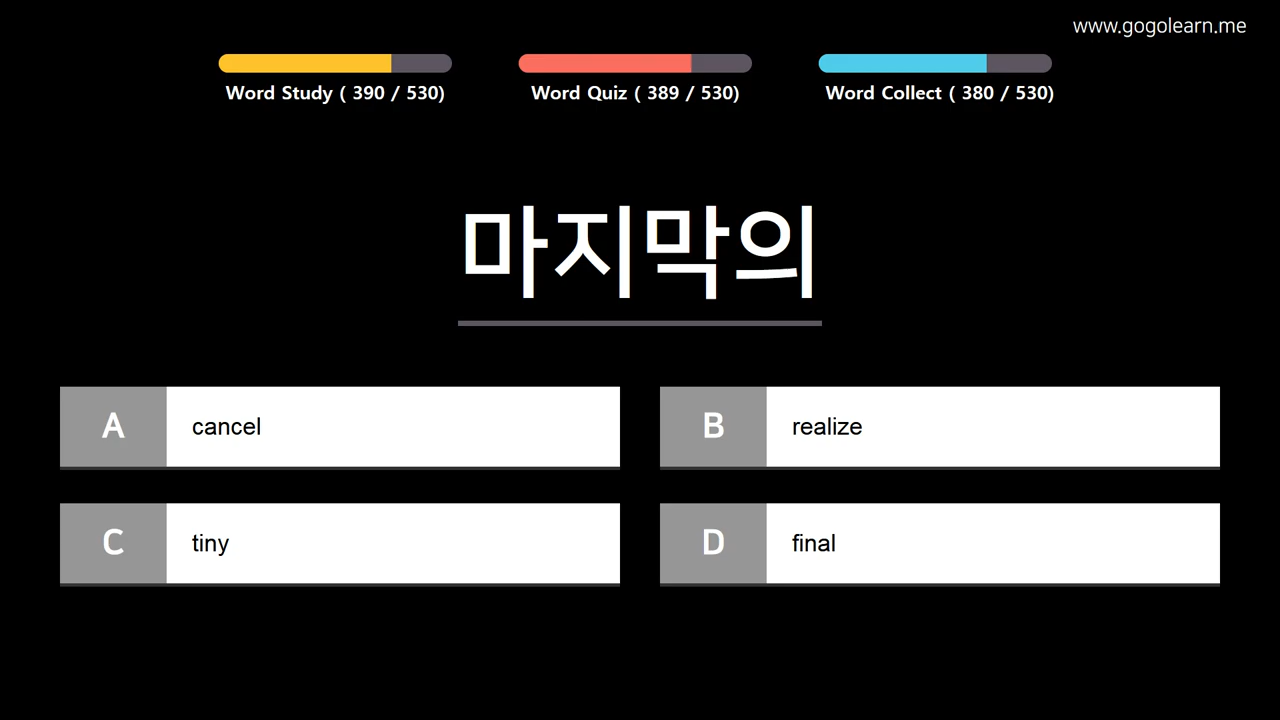 www.gogolearn.me
Word Study ( 390 / 530)
Word Quiz ( 389 / 530)
Word Collect ( 380 / 530)
마지막의
A cancel
B realize
C tiny
D final